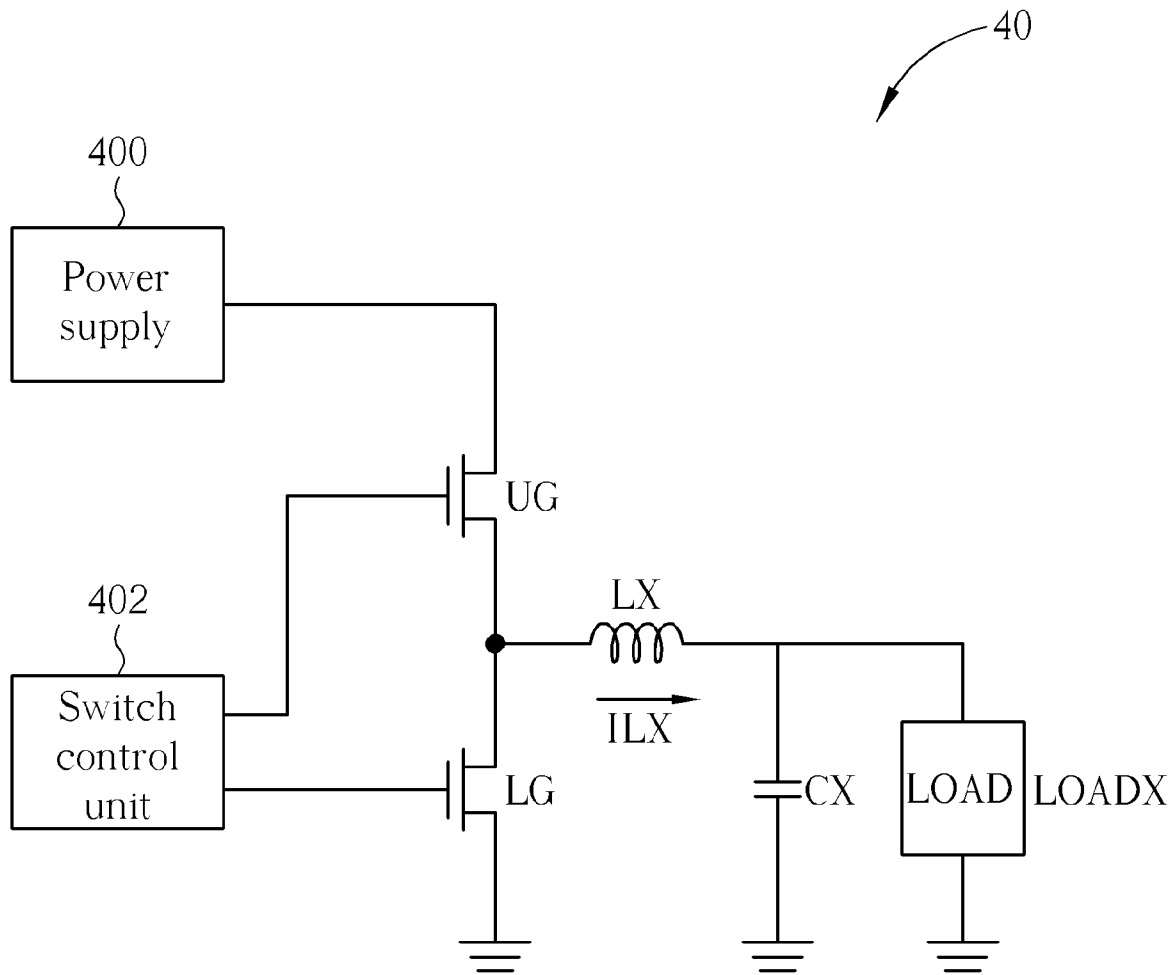 40
400
Power
supply
UG
402
Switch
control
unit
LX
ILX
LG
CX
LOAD
LOADX